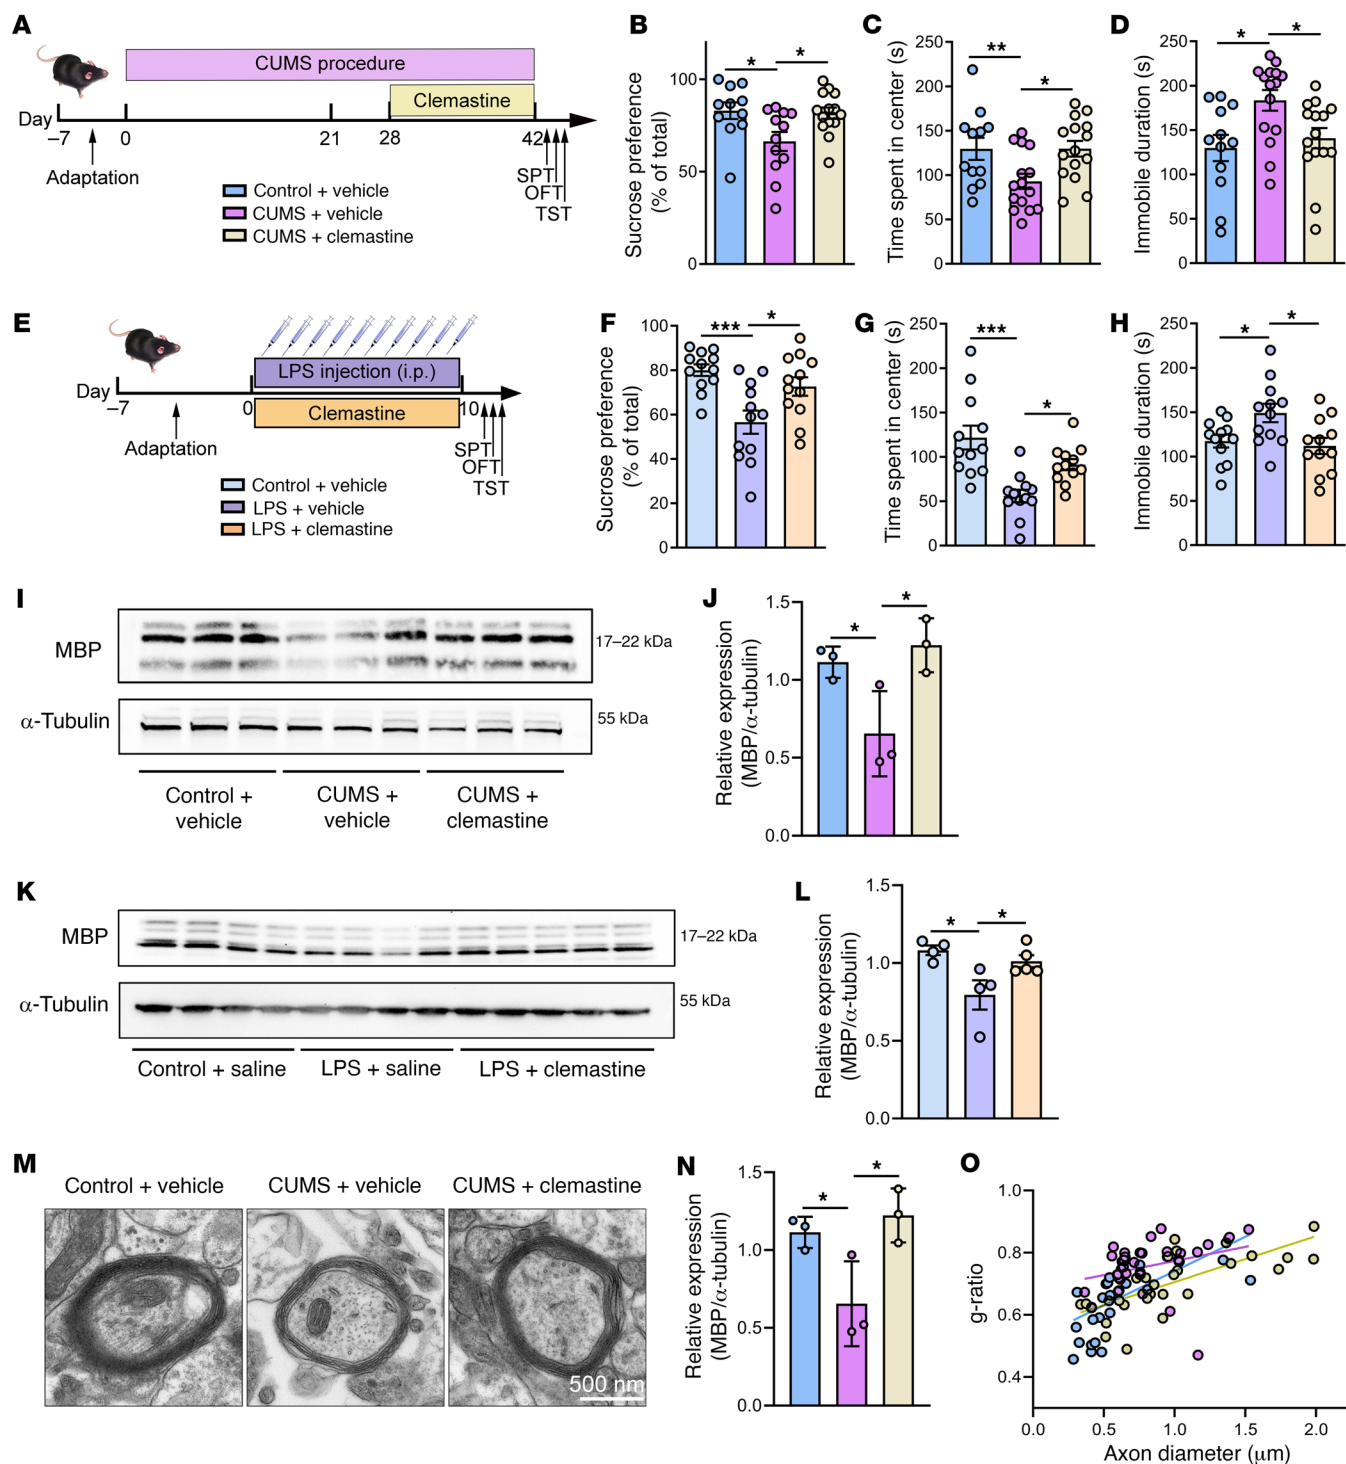 A
CUMS procedure
Clemastine
Day
−7
0
21
28
42
Adaptation
SPT
OFT
TST
Control + vehicle
CUMS + vehicle
CUMS + clemastine
B
Sucrose preference
(% of total)
100
50
0
*
*
C
Time spent in center (s)
250
200
150
100
50
0
**
*
D
Immobile duration (s)
250
200
150
100
50
0
*
*
E
LPS injection (i.p.)
Clemastine
Day
−7
0
10
Adaptation
SPT
OFT
TST
Control + vehicle
LPS + vehicle
LPS + clemastine
F
Sucrose preference
(% of total)
100
80
60
40
20
0
***
*
G
Time spent in center (s)
250
200
150
100
50
0
***
*
H
Immobile duration (s)
250
200
150
100
50
0
*
*
I
MBP
17–22 kDa
α-Tubulin
55 kDa
Control +
vehicle
CUMS +
vehicle
CUMS +
clemastine
J
Relative expression
(MBP/α-tubulin)
1.5
1.0
0.5
0.0
*
*
K
MBP
17–22 kDa
α-Tubulin
55 kDa
Control + saline
LPS + saline
LPS + clemastine
L
Relative expression
(MBP/α-tubulin)
1.5
1.0
0.5
0.0
*
*
M
Control + vehicle
CUMS + vehicle
CUMS + clemastine
500 nm
N
Relative expression
(MBP/α-tubulin)
1.5
1.0
0.5
0.0
*
*
O
g-ratio
1.0
0.8
0.6
0.4
0.0
0.5
1.0
1.5
2.0
Axon diameter (μm)